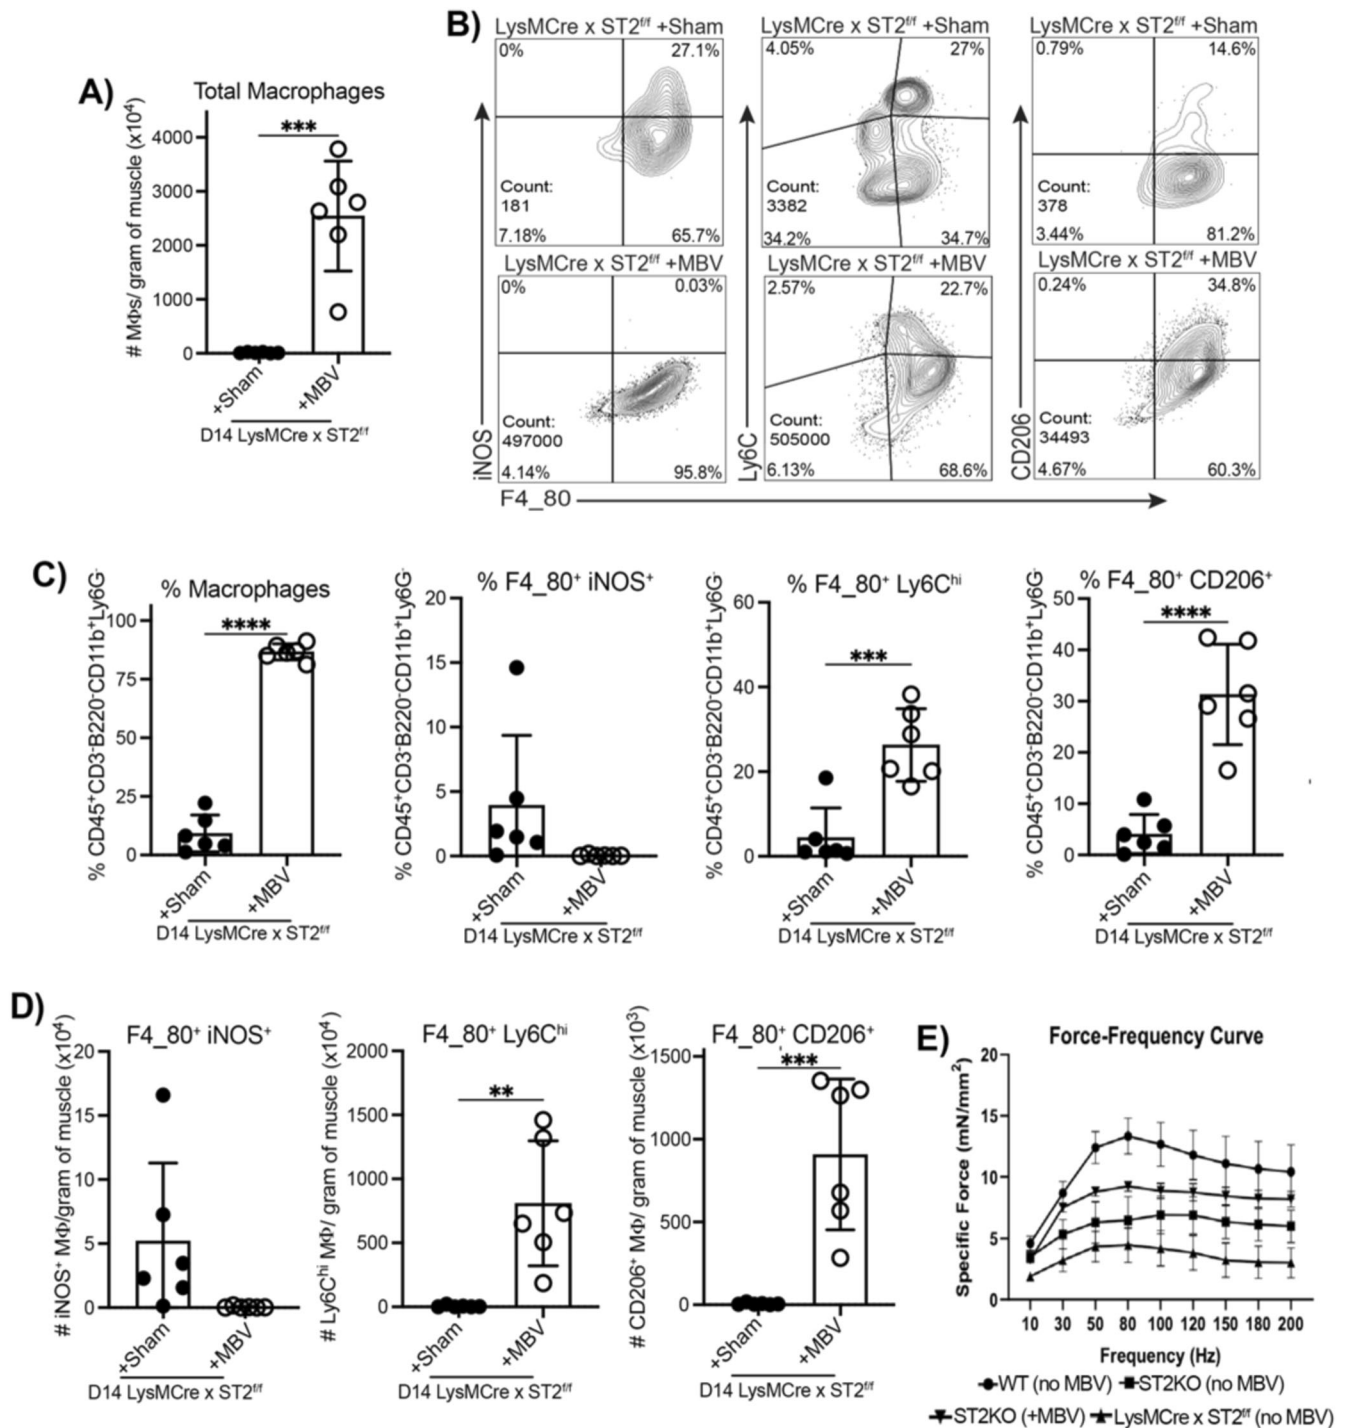 A)
Total Macrophages
# MΦs/ gram of muscle (x10⁴)
4000
3000
2000
1000
0
***
+Sham
+MBV
D14 LysMCre x ST2ᶠ/ᶠ
B)
LysMCre x ST2ᶠ/ᶠ +Sham
0%
27.1%
Count:
181
7.18%
65.7%
LysMCre x ST2ᶠ/ᶠ +Sham
4.05%
27%
Count:
3382
34.2%
34.7%
LysMCre x ST2ᶠ/ᶠ +Sham
0.79%
14.6%
Count:
378
3.44%
81.2%
LysMCre x ST2ᶠ/ᶠ +MBV
0%
0.03%
Count:
497000
4.14%
95.8%
LysMCre x ST2ᶠ/ᶠ +MBV
2.57%
22.7%
Count:
505000
6.13%
68.6%
LysMCre x ST2ᶠ/ᶠ +MBV
0.24%
34.8%
Count:
34493
4.67%
60.3%
iNOS
Ly6C
CD206
F4_80
C)
% Macrophages
% CD45⁺CD3⁻B220⁻CD11b⁺Ly6G⁻
100
75
50
25
0
****
+Sham
+MBV
D14 LysMCre x ST2ᶠ/ᶠ
% F4_80⁺ iNOS⁺
% CD45⁺CD3⁻B220⁻CD11b⁺Ly6G⁻
20
15
10
5
0
+Sham
+MBV
D14 LysMCre x ST2ᶠ/ᶠ
% F4_80⁺ Ly6Cʰⁱ
% CD45⁺CD3⁻B220⁻CD11b⁺Ly6G⁻
60
40
20
0
***
+Sham
+MBV
D14 LysMCre x ST2ᶠ/ᶠ
% F4_80⁺ CD206⁺
% CD45⁺CD3⁻B220⁻CD11b⁺Ly6G⁻
50
40
30
20
10
0
****
+Sham
+MBV
D14 LysMCre x ST2ᶠ/ᶠ
D)
F4_80⁺ iNOS⁺
# iNOS⁺ MΦ/gram of muscle (x10⁴)
20
15
10
5
0
+Sham
+MBV
D14 LysMCre x ST2ᶠ/ᶠ
F4_80⁺ Ly6Cʰⁱ
# Ly6Cʰⁱ MΦ/ gram of muscle (x10⁴)
2000
1500
1000
500
0
**
+Sham
+MBV
D14 LysMCre x ST2ᶠ/ᶠ
F4_80⁺ CD206⁺
# CD206⁺ MΦ/ gram of muscle (x10³)
1500
1000
500
0
***
+Sham
+MBV
D14 LysMCre x ST2ᶠ/ᶠ
E)
Force-Frequency Curve
Specific Force (mN/mm²)
20
15
10
5
0
10 30 50 80 100 120 150 180 200
Frequency (Hz)
WT (no MBV) ST2KO (no MBV)
ST2KO (+MBV) LysMCre x ST2ᶠ/ᶠ (no MBV)